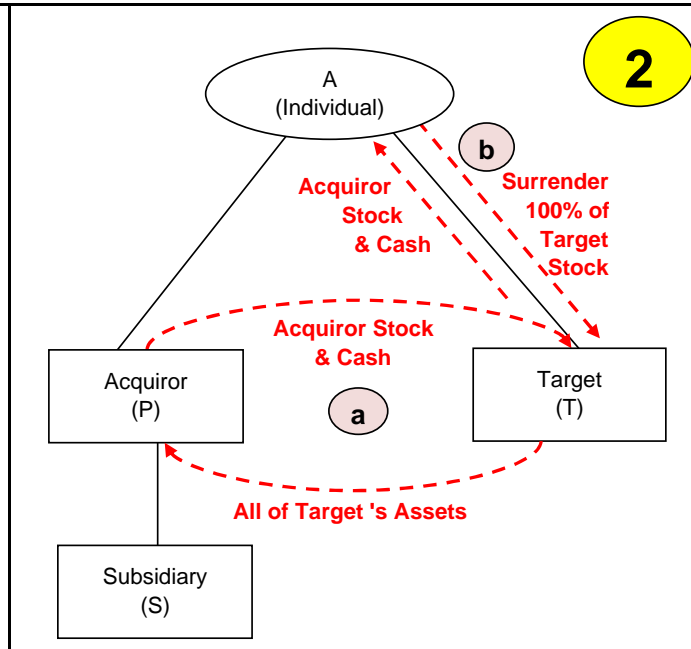 2
A
(Individual)
b
Acquiror
Stock
& Cash
Surrender
100% of
Target
Stock
Acquiror Stock
& Cash
Acquiror
(P)
a
Target
(T)
All of Target 's Assets
Subsidiary
(S)